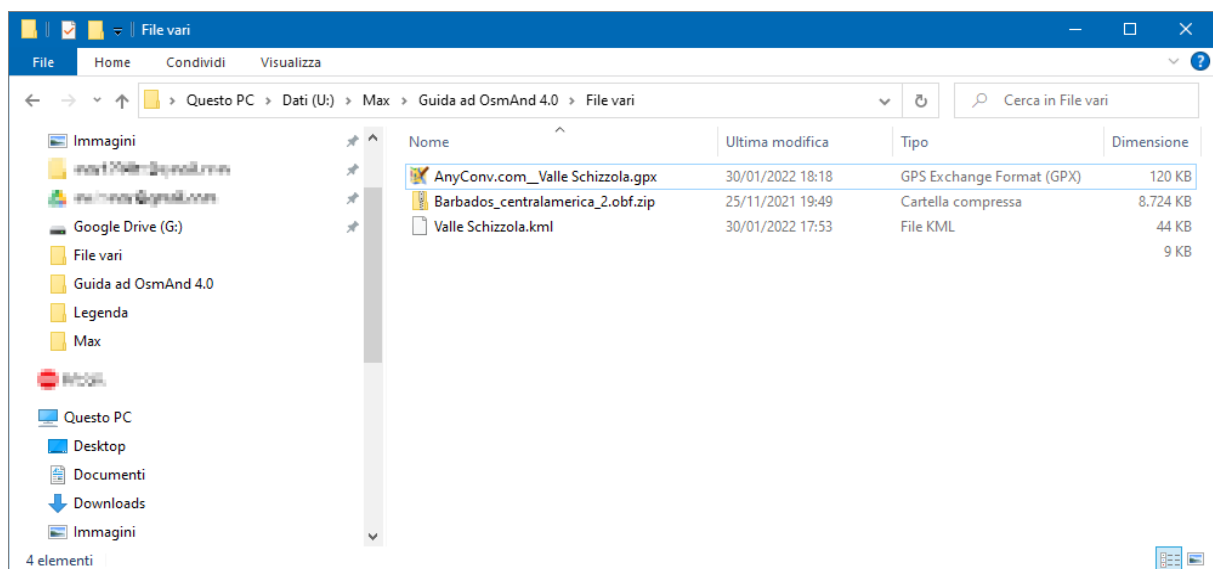 File vari
File Home Condividi Visualizza
Questo PC > Dati (U:) > Max > Guida ad OsmAnd 4.0 > File vari
Cerca in File vari
Immagini
Google Drive (G:)
File vari
Guida ad OsmAnd 4.0
Legenda
Max
Questo PC
Desktop
Documenti
Downloads
Immagini
Nome Ultima modifica Tipo Dimensione
AnyConv.com__Valle Schizzola.gpx 30/01/2022 18:18 GPS Exchange Format (GPX) 120 KB
Barbados_centralamerica_2.obf.zip 25/11/2021 19:49 Cartella compressa 8.724 KB
Valle Schizzola.kml 30/01/2022 17:53 File KML 44 KB
9 KB
4 elementi